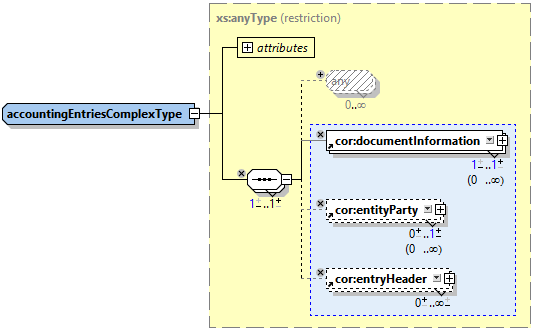 xs:anyType (restriction)
attributes
any
0..∞
accountingEntriesComplexType
cor:documentInformation
1±..1±
(0 ..∞)
1±..1±
cor:entityParty
0⁺..1±
(0 ..∞)
cor:entryHeader
0⁺..∞±